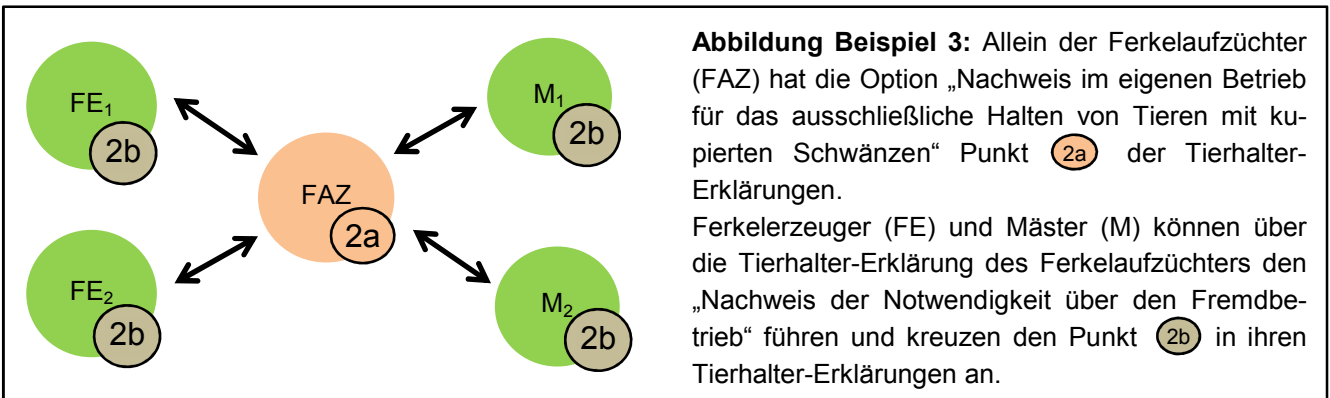 FE₁
2b
M₁
2b
FAZ
2a
FE₂
2b
M₂
2b
Abbildung Beispiel 3: Allein der Ferkelaufzüchter
(FAZ) hat die Option „Nachweis im eigenen Betrieb
für das ausschließliche Halten von Tieren mit ku-
pierten Schwänzen“ Punkt 2a der Tierhalter-
Erklärungen.
Ferkelerzeuger (FE) und Mäster (M) können über
die Tierhalter-Erklärung des Ferkelaufzüchters den
„Nachweis der Notwendigkeit über den Fremdbe-
trieb“ führen und kreuzen den Punkt 2b in ihren
Tierhalter-Erklärungen an.